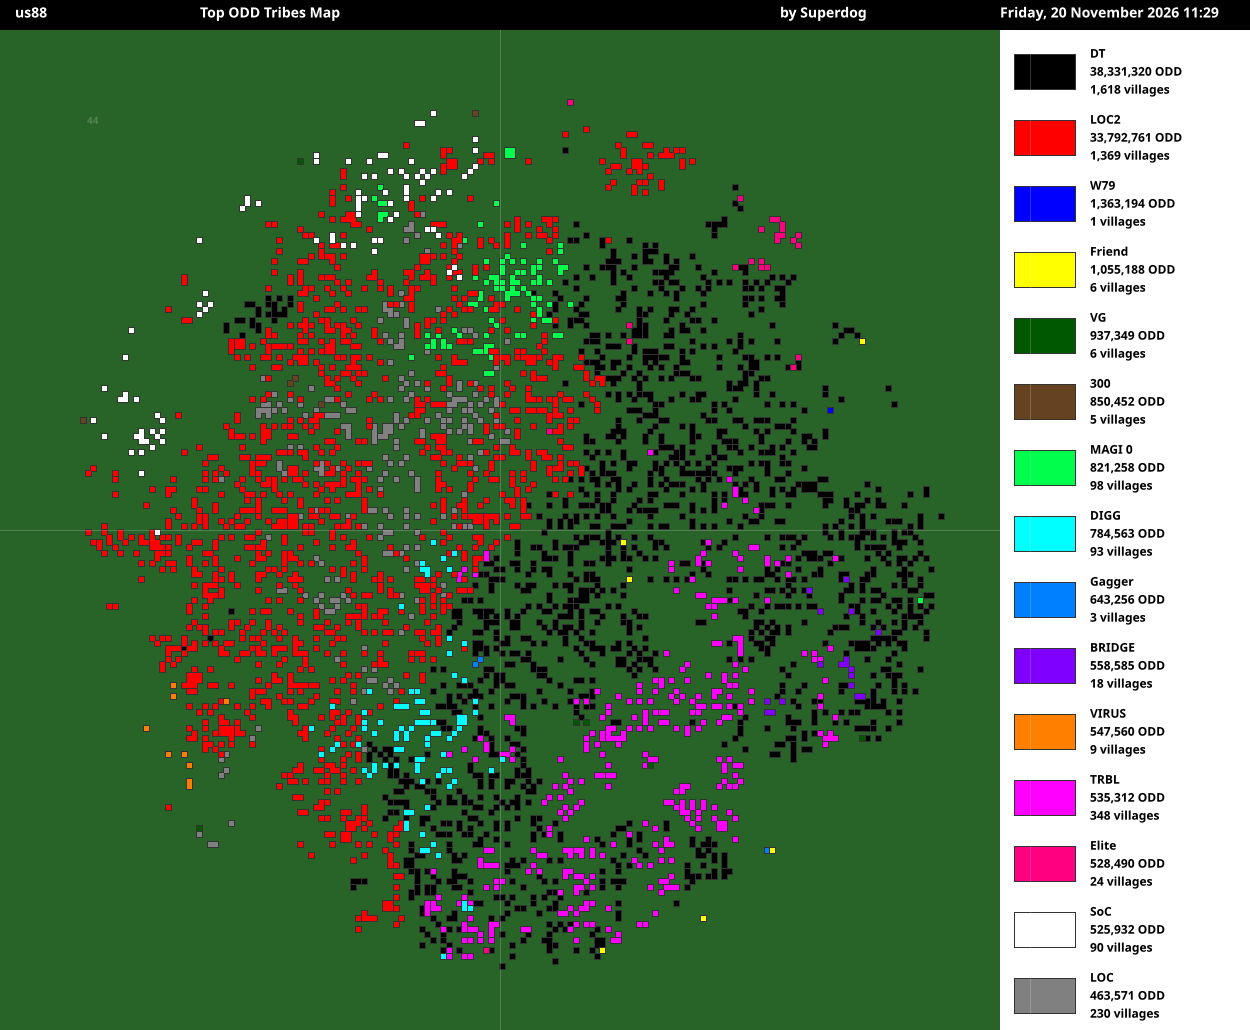 us88 Top ODD Tribes Map by Superdog Friday, 20 November 2026 11:29
44
DT
38,331,320 ODD
1,618 villages
LOC2
33,792,761 ODD
1,369 villages
W79
1,363,194 ODD
1 villages
Friend
1,055,188 ODD
6 villages
VG
937,349 ODD
6 villages
300
850,452 ODD
5 villages
MAGI 0
821,258 ODD
98 villages
DIGG
784,563 ODD
93 villages
Gagger
643,256 ODD
3 villages
BRIDGE
558,585 ODD
18 villages
VIRUS
547,560 ODD
9 villages
TRBL
535,312 ODD
348 villages
Elite
528,490 ODD
24 villages
SoC
525,932 ODD
90 villages
LOC
463,571 ODD
230 villages